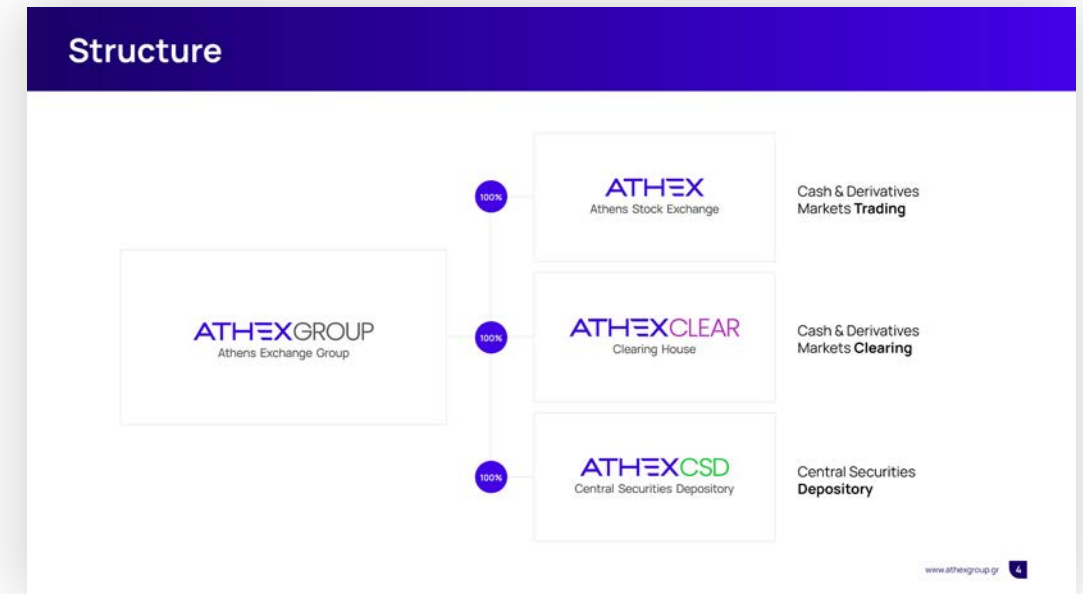 Structure
100%
ATHEX
Athens Stock Exchange
Cash & Derivatives
Markets Trading
ATHEXGROUP
Athens Exchange Group
100%
ATHEXCLEAR
Clearing House
Cash & Derivatives
Markets Clearing
100%
ATHEXCSD
Central Securities Depository
Central Securities
Depository
www.athexgroup.gr 4